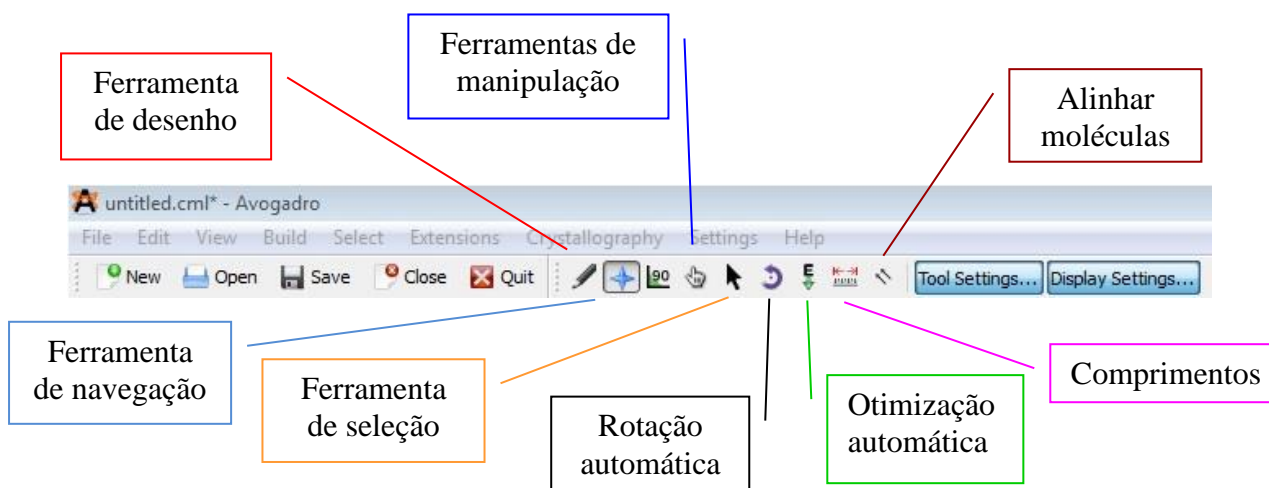 Ferramentas de
manipulação
Ferramenta
de desenho
Alinhar
moléculas
untitled.cml* - Avogadro
File Edit View Build Select Extensions Crystallography Settings Help
New Open Save Close Quit 90 E Tool Settings... Display Settings...
Ferramenta
de navegação
Ferramenta
de seleção
Rotação
automática
Otimização
automática
Comprimentos